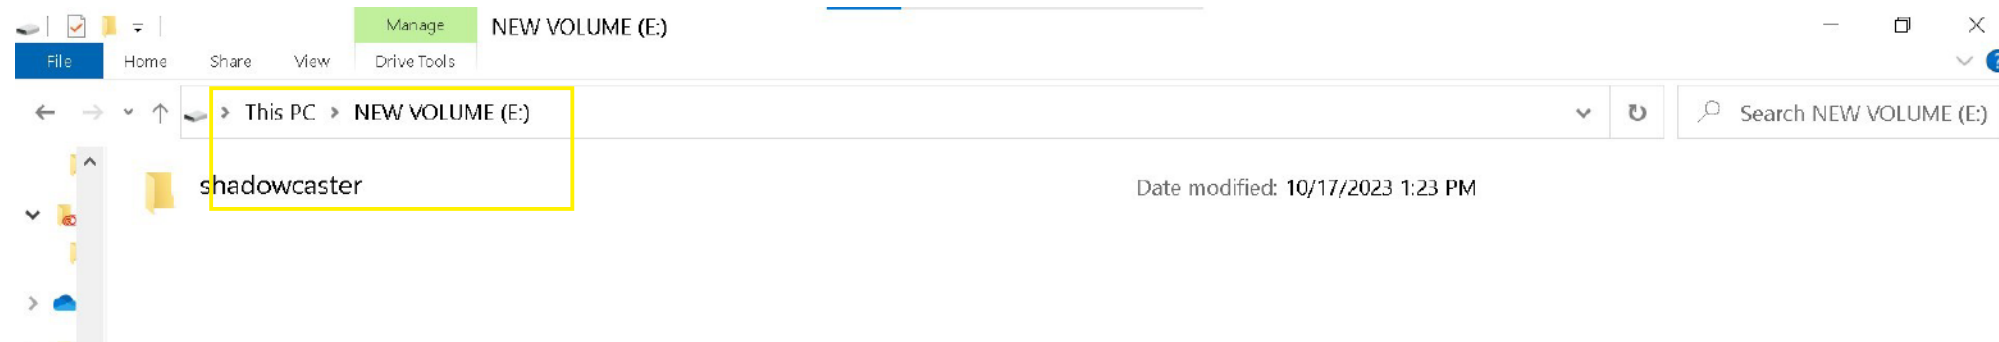 Manage NEW VOLUME (E:)
File Home Share View Drive Tools
This PC > NEW VOLUME (E:) Search NEW VOLUME (E:)
shadowcaster Date modified: 10/17/2023 1:23 PM